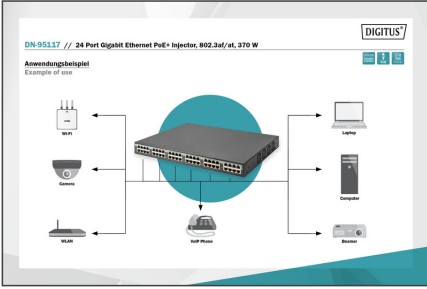 DIGITUS®
DN-95117 // 24 Port Gigabit Ethernet PoE+ Injector, 802.3af/at, 370 W
Anwendungsbeispiel
Example of use
Wi-Fi
Laptop
Camera
Computer
WLAN
VoIP Phone
Beamer